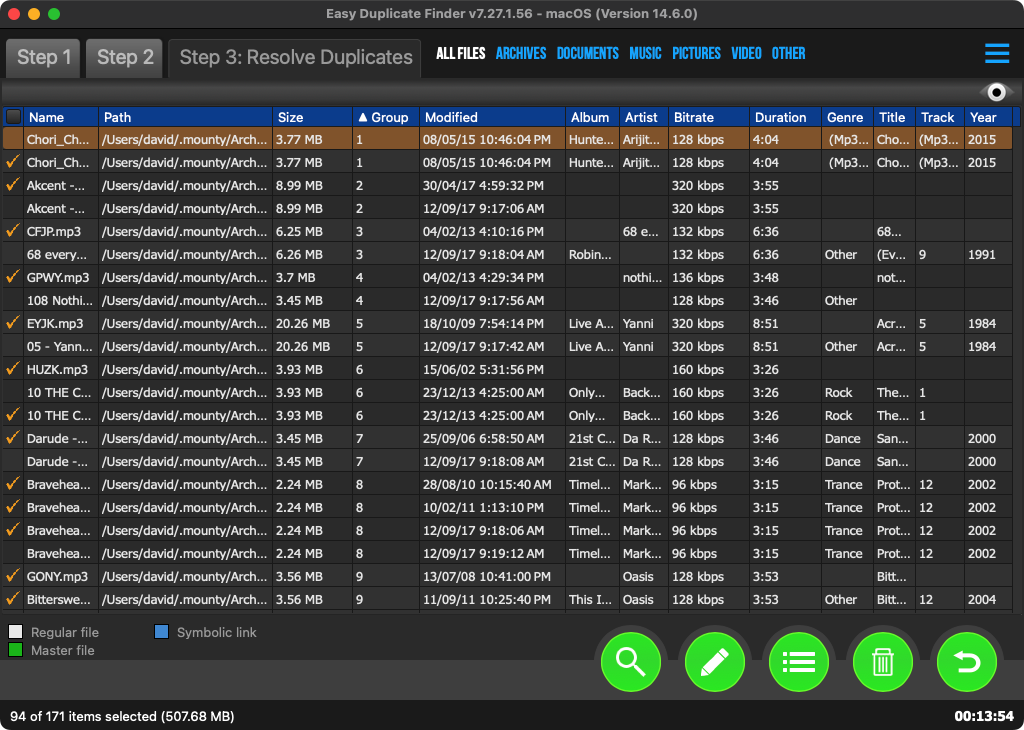 Easy Duplicate Finder v7.27.1.56 - macOS (Version 14.6.0)
Step 1 Step 2 Step 3: Resolve Duplicates ALL FILES ARCHIVES DOCUMENTS MUSIC PICTURES VIDEO OTHER
Name Path Size ▲ Group Modified Album Artist Bitrate Duration Genre Title Track Year
Chori_Ch... /Users/david/.mounty/Arch... 3.77 MB 1 08/05/15 10:46:04 PM Hunte... Arijit... 128 kbps 4:04 (Mp3... Cho... (Mp3... 2015
✓ Chori_Ch... /Users/david/.mounty/Arch... 3.77 MB 1 08/05/15 10:46:04 PM Hunte... Arijit... 128 kbps 4:04 (Mp3... Cho... (Mp3... 2015
✓ Akcent -... /Users/david/.mounty/Arch... 8.99 MB 2 30/04/17 4:59:32 PM 320 kbps 3:55
Akcent -... /Users/david/.mounty/Arch... 8.99 MB 2 12/09/17 9:17:06 AM 320 kbps 3:55
✓ CFJP.mp3 /Users/david/.mounty/Arch... 6.25 MB 3 04/02/13 4:10:16 PM 68 e... 132 kbps 6:36 68...
68 every... /Users/david/.mounty/Arch... 6.26 MB 3 12/09/17 9:18:04 AM Robin... 132 kbps 6:36 Other (Ev... 9 1991
✓ GPWY.mp3 /Users/david/.mounty/Arch... 3.7 MB 4 04/02/13 4:29:34 PM nothi... 136 kbps 3:48 not...
108 Nothi... /Users/david/.mounty/Arch... 3.45 MB 4 12/09/17 9:17:56 AM 128 kbps 3:46 Other
✓ EYJK.mp3 /Users/david/.mounty/Arch... 20.26 MB 5 18/10/09 7:54:14 PM Live A... Yanni 320 kbps 8:51 Acr... 5 1984
05 - Yann... /Users/david/.mounty/Arch... 20.26 MB 5 12/09/17 9:17:42 AM Live A... Yanni 320 kbps 8:51 Other Acr... 5 1984
✓ HUZK.mp3 /Users/david/.mounty/Arch... 3.93 MB 6 15/06/02 5:31:56 PM 160 kbps 3:26
10 THE C... /Users/david/.mounty/Arch... 3.93 MB 6 23/12/13 4:25:00 AM Only... Back... 160 kbps 3:26 Rock The... 1
✓ 10 THE C... /Users/david/.mounty/Arch... 3.93 MB 6 23/12/13 4:25:00 AM Only... Back... 160 kbps 3:26 Rock The... 1
✓ Darude -... /Users/david/.mounty/Arch... 3.45 MB 7 25/09/06 6:58:50 AM 21st C... Da R... 128 kbps 3:46 Dance San... 2000
Darude -... /Users/david/.mounty/Arch... 3.45 MB 7 12/09/17 9:18:08 AM 21st C... Da R... 128 kbps 3:46 Dance San... 2000
✓ Bravehea... /Users/david/.mounty/Arch... 2.24 MB 8 28/08/10 10:15:40 AM Timel... Mark... 96 kbps 3:15 Trance Prot... 12 2002
✓ Bravehea... /Users/david/.mounty/Arch... 2.24 MB 8 10/02/11 1:13:10 PM Timel... Mark... 96 kbps 3:15 Trance Prot... 12 2002
✓ Bravehea... /Users/david/.mounty/Arch... 2.24 MB 8 12/09/17 9:18:06 AM Timel... Mark... 96 kbps 3:15 Trance Prot... 12 2002
Bravehea... /Users/david/.mounty/Arch... 2.24 MB 8 12/09/17 9:19:12 AM Timel... Mark... 96 kbps 3:15 Trance Prot... 12 2002
✓ GONY.mp3 /Users/david/.mounty/Arch... 3.56 MB 9 13/07/08 10:41:00 PM Oasis 128 kbps 3:53 Bitt...
✓ Bitterswe... /Users/david/.mounty/Arch... 3.56 MB 9 11/09/11 10:25:40 PM This I... Oasis 128 kbps 3:53 Other Bitt... 12 2004
Regular file Symbolic link
Master file
94 of 171 items selected (507.68 MB) 00:13:54